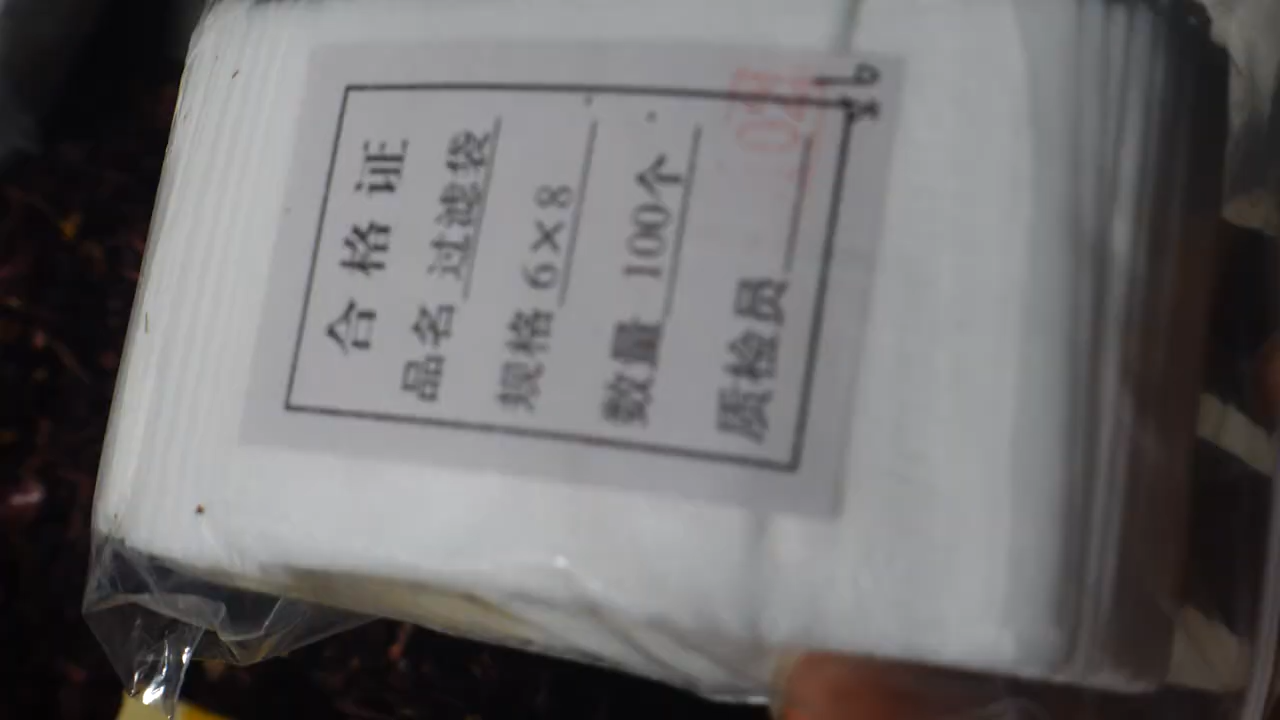 合格证
品名 过滤袋
规格 6×8
数量 100个
质检员 029